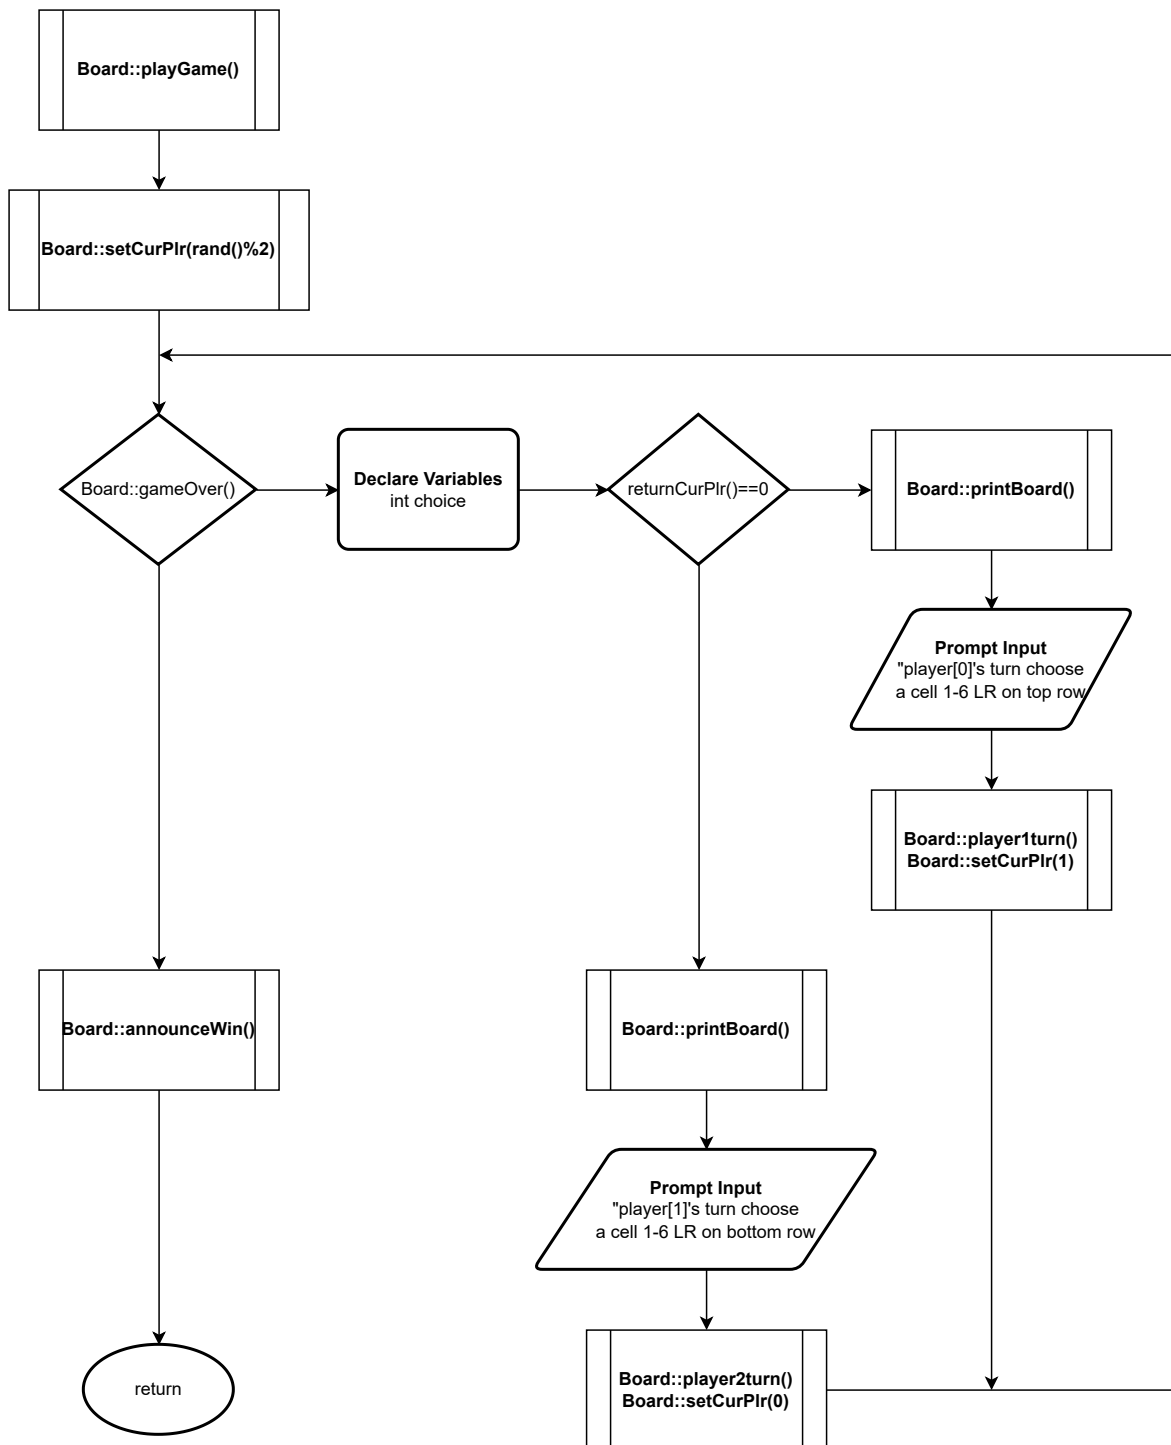 Board::playGame()
Board::setCurPlr(rand()%2)
Board::gameOver()
Declare Variables
int choice
returnCurPlr()==0
Board::printBoard()
Prompt Input
"player[0]'s turn choose
a cell 1-6 LR on top row
Board::player1turn()
Board::setCurPlr(1)
Board::announceWin()
Board::printBoard()
Prompt Input
"player[1]'s turn choose
a cell 1-6 LR on bottom row
return
Board::player2turn()
Board::setCurPlr(0)